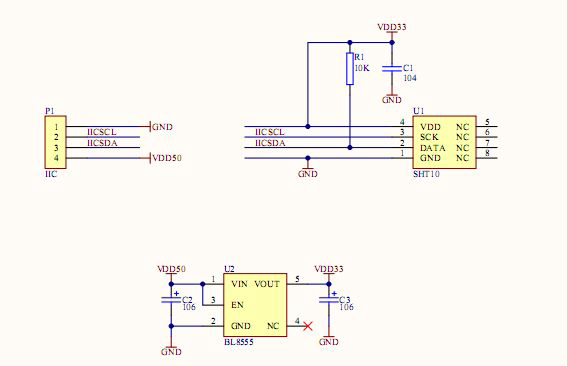 VDD33
R1
10K
C1
104
GND
P1
1 GND
2 IICSCL
3 IICSDA
4 VDD50
IIC
U1
4 VDD NC 5
IICSCL 3 SCK NC 6
IICSDA 2 DATA NC 7
1 GND NC 8
GND
SHT10
VDD50 U2 VDD33
1 VIN VOUT 5
+ C2 106
3 EN
+ C3 106
2 GND NC 4
GND BL8555 GND